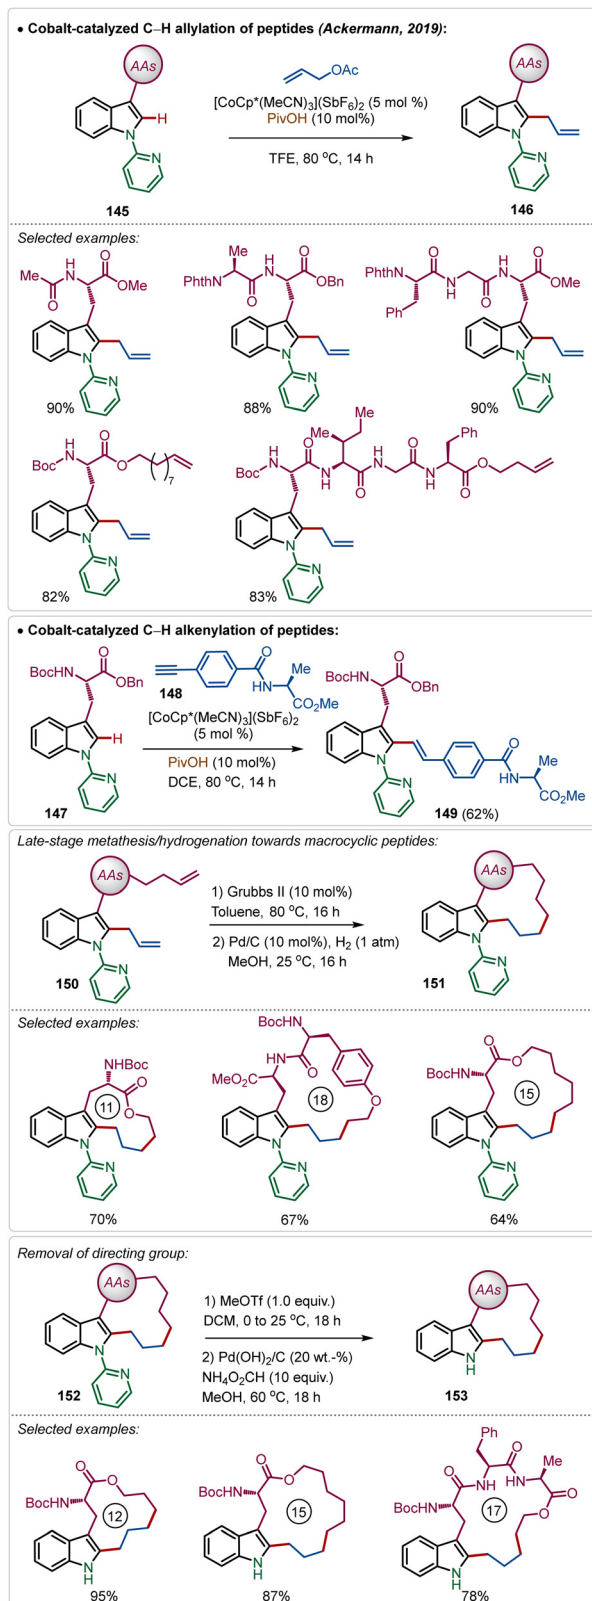 • Cobalt-catalyzed C–H allylation of peptides (Ackermann, 2019):
AAs
H
N
N
145
OAc
[CoCp*(MeCN)3](SbF6)2 (5 mol %)
PivOH (10 mol%)
TFE, 80 °C, 14 h
AAs
N
N
146
Selected examples:
Me
H
N
O
O
OMe
N
N
90%
Me
PhthN
O
H
N
O
OBn
N
N
88%
PhthN
Ph
O
H
N
O
H
N
O
OMe
N
N
90%
Boc
H
N
O
O
7
N
N
82%
Boc
H
N
O
Me
Me
N
H
O
H
N
O
N
H
Ph
O
O
N
N
83%
• Cobalt-catalyzed C–H alkenylation of peptides:
BocHN
O
OBn
H
N
N
147
148
O
N
H
Me
OMe
O
[CoCp*(MeCN)3](SbF6)2
(5 mol %)
PivOH (10 mol%)
DCE, 80 °C, 14 h
BocHN
O
OBn
N
N
O
N
H
Me
CO2Me
149 (62%)
Late-stage metathesis/hydrogenation towards macrocyclic peptides:
AAs
N
N
150
1) Grubbs II (10 mol%)
Toluene, 80 °C, 16 h
2) Pd/C (10 mol%), H2 (1 atm)
MeOH, 25 °C, 16 h
AAs
N
N
151
Selected examples:
NHBoc
O
O
11
N
N
70%
BocHN
H
N
O
MeO2C
18
O
N
N
67%
O
O
BocHN
15
N
N
64%
Removal of directing group:
AAs
N
N
152
1) MeOTf (1.0 equiv.)
DCM, 0 to 25 °C, 18 h
2) Pd(OH)2/C (20 wt.-%)
NH4O2CH (10 equiv.)
MeOH, 60 °C, 18 h
AAs
N
H
153
Selected examples:
O
O
BocHN
12
N
H
95%
O
O
BocHN
15
N
H
87%
Ph
O
O
NH
HN
Me
O
O
BocHN
17
N
H
78%